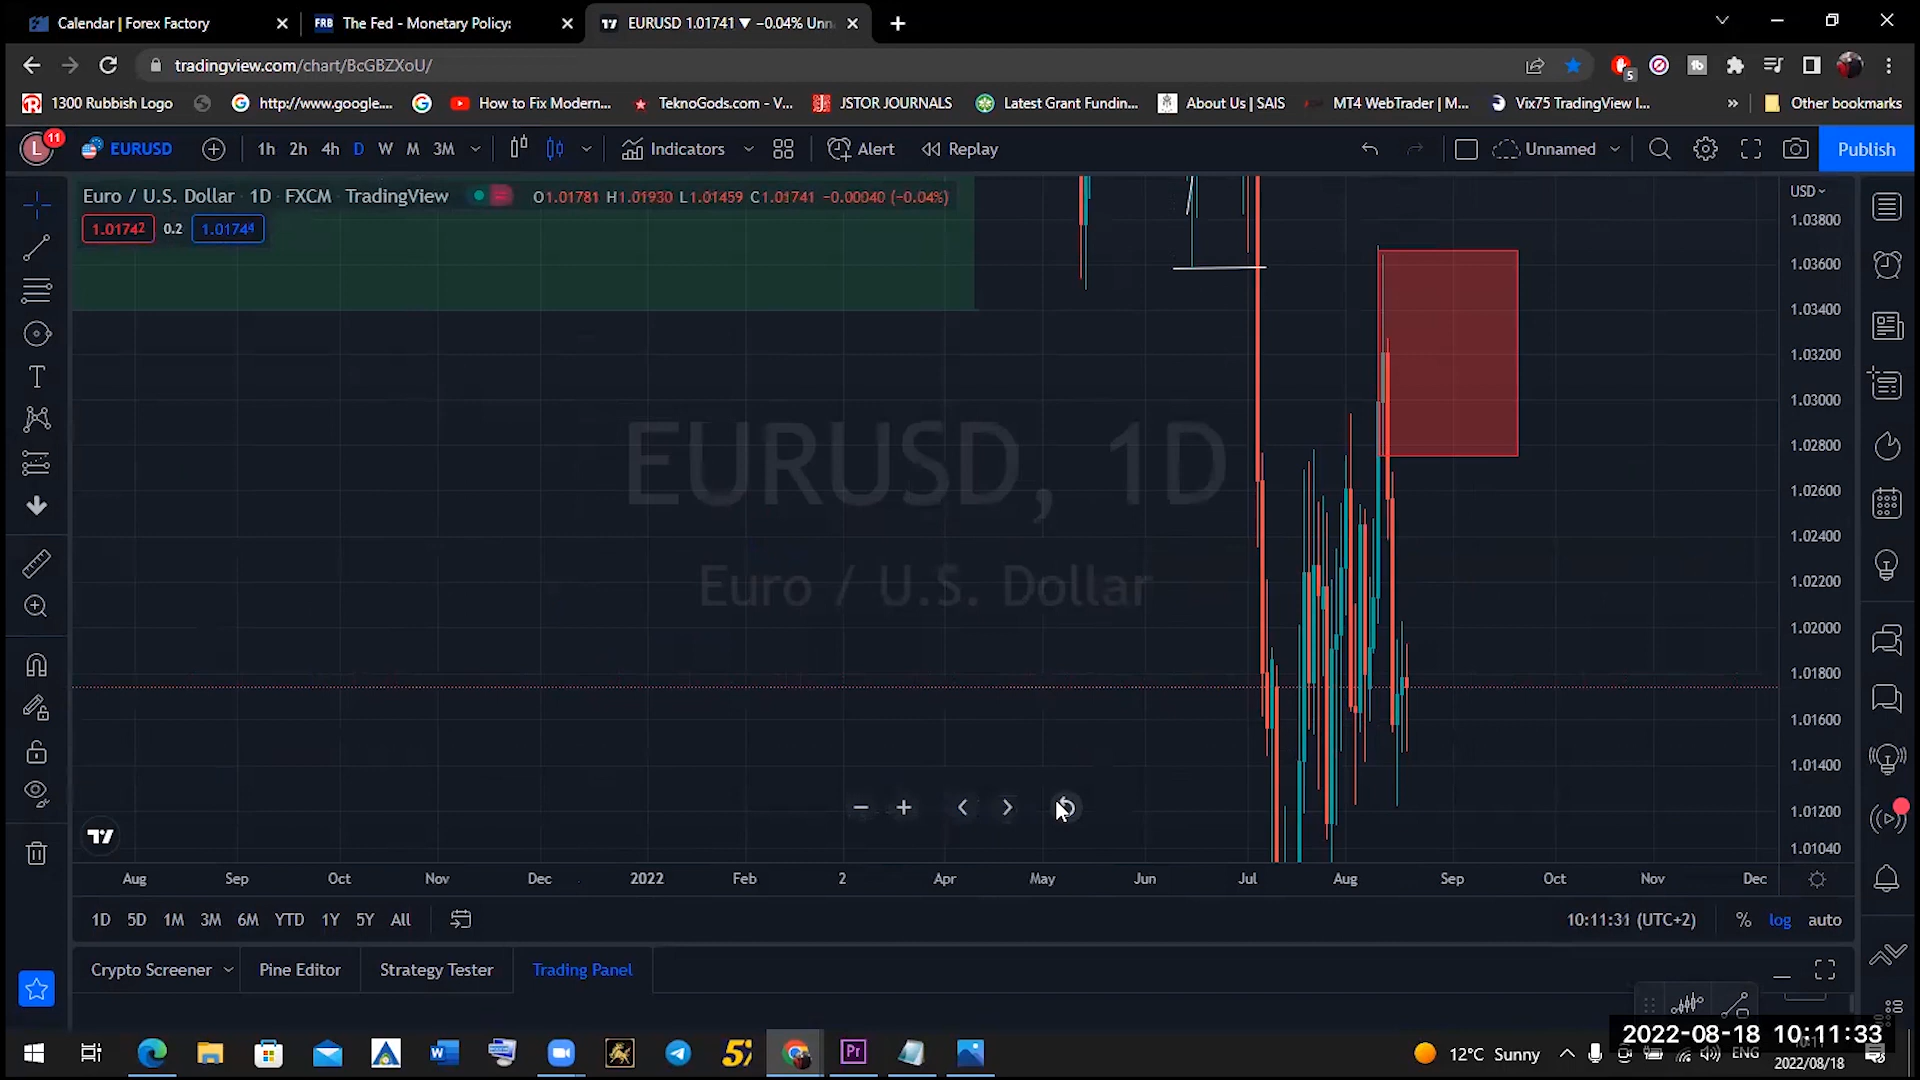 Calendar | Forex Factory
FRB The Fed - Monetary Policy:
EURUSD 1.01741 ▼ −0.04% Unn
tradingview.com/chart/BcGBZXoU/
5
1300 Rubbish Logo
http://www.google....
How to Fix Modern...
TeknoGods.com - V...
JSTOR JOURNALS
Latest Grant Fundin...
About Us | SAIS
MT4 WebTrader | M...
Vix75 TradingView I...
»
Other bookmarks
L 11 EURUSD 1h 2h 4h D W M 3M Indicators Alert Replay Unnamed Publish
Euro / U.S. Dollar · 1D · FXCM · TradingView O1.01781 H1.01930 L1.01459 C1.01741 −0.00040 (−0.04%)
1.01742 0.2 1.01744
USD
1.03800
1.03600
1.03400
1.03200
1.03000
1.02800
1.02600
1.02400
1.02200
1.02000
1.01800
1.01600
1.01400
1.01200
1.01040
EURUSD, 1D
Euro / U.S. Dollar
Aug Sep Oct Nov Dec 2022 Feb 2 Apr May Jun Jul Aug Sep Oct Nov Dec
1D 5D 1M 3M 6M YTD 1Y 5Y All 10:11:31 (UTC+2) % log auto
Crypto Screener Pine Editor Strategy Tester Trading Panel
2022-08-18 10:11:33
12°C Sunny ENG
2022/08/18